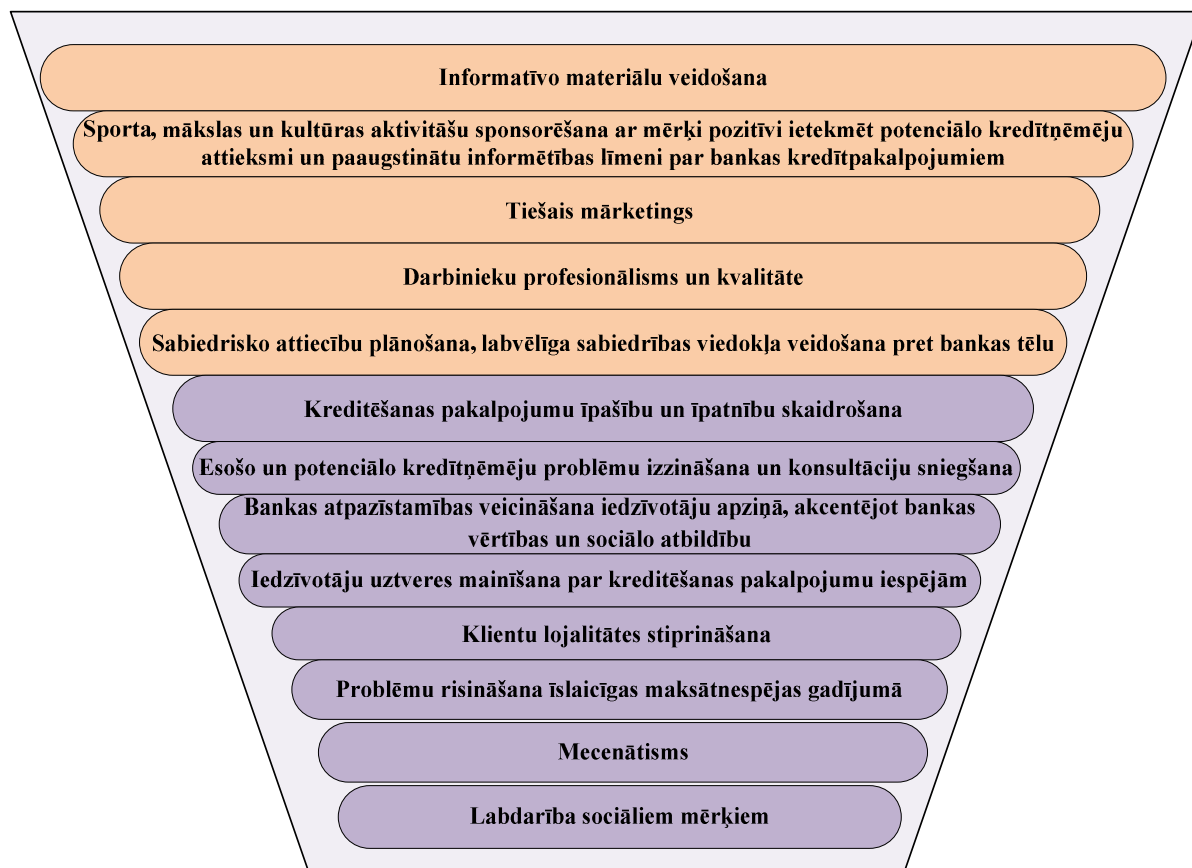 Informatīvo materiālu veidošana
Sporta, mākslas un kultūras aktivitāšu sponsorēšana ar mērķi pozitīvi ietekmēt potenciālo kredītņēmēju
attieksmi un paaugstinātu informētības līmeni par bankas kredītpakalpojumiem
Tiešais mārketings
Darbinieku profesionālisms un kvalitāte
Sabiedrisko attiecību plānošana, labvēlīga sabiedrības viedokļa veidošana pret bankas tēlu
Kreditēšanas pakalpojumu īpašību un īpatnību skaidrošana
Esošo un potenciālo kredītņēmēju problēmu izzināšana un konsultāciju sniegšana
Bankas atpazīstamības veicināšana iedzīvotāju apziņā, akcentējot bankas
vērtības un sociālo atbildību
Iedzīvotāju uztveres mainīšana par kreditēšanas pakalpojumu iespējām
Klientu lojalitātes stiprināšana
Problēmu risināšana īslaicīgas maksātnespējas gadījumā
Mecenātisms
Labdarība sociāliem mērķiem